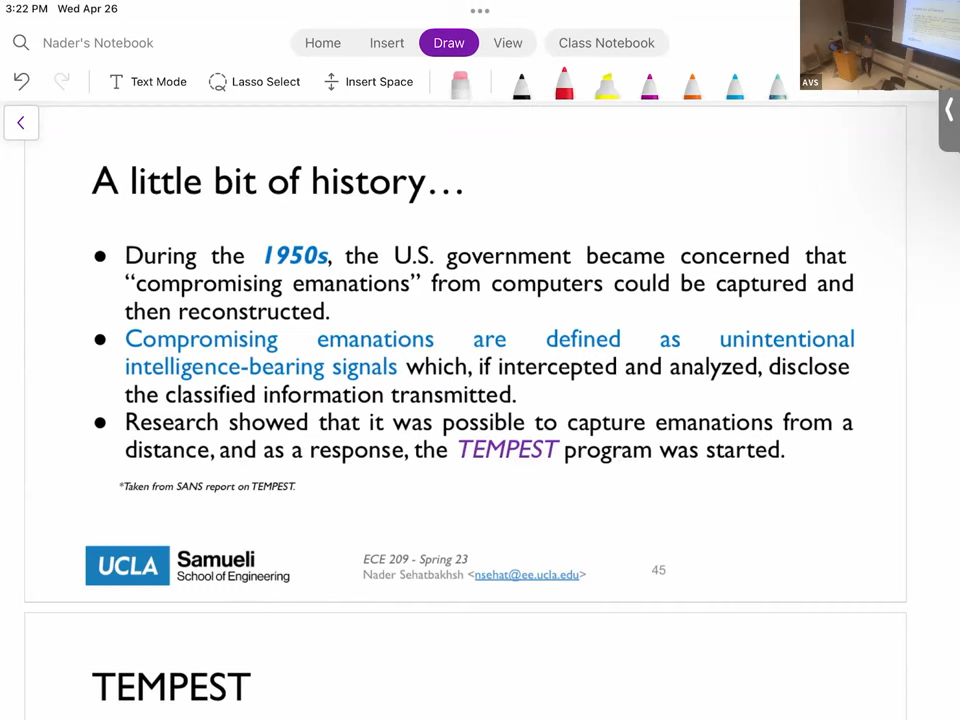 3:22 PM Wed Apr 26
Nader's Notebook
Home Insert Draw View Class Notebook
Text Mode Lasso Select Insert Space
AVS
A little bit of history…
● During the 1950s, the U.S. government became concerned that
“compromising emanations” from computers could be captured and
then reconstructed.
● Compromising emanations are defined as unintentional
intelligence-bearing signals which, if intercepted and analyzed, disclose
the classified information transmitted.
● Research showed that it was possible to capture emanations from a
distance, and as a response, the TEMPEST program was started.
*Taken from SANS report on TEMPEST.
UCLA Samueli
School of Engineering
ECE 209 - Spring 23
Nader Sehatbakhsh <nsehat@ee.ucla.edu>
45
TEMPEST